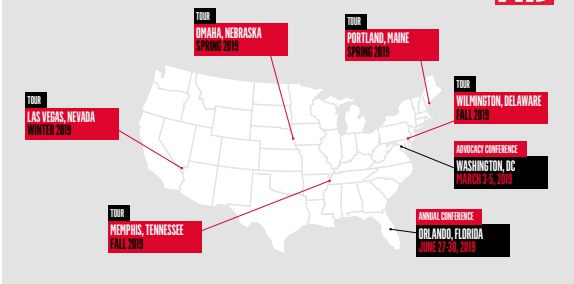 TOUR
OMAHA, NEBRASKA
SPRING 2019
TOUR
PORTLAND, MAINE
SPRING 2019
TOUR
LAS VEGAS, NEVADA
WINTER 2019
TOUR
WILMINGTON, DELAWARE
FALL 2019
ADVOCACY CONFERENCE
WASHINGTON, DC
MARCH 3-5, 2019
TOUR
MEMPHIS, TENNESSEE
FALL 2019
ANNUAL CONFERENCE
ORLANDO, FLORIDA
JUNE 27-30, 2019